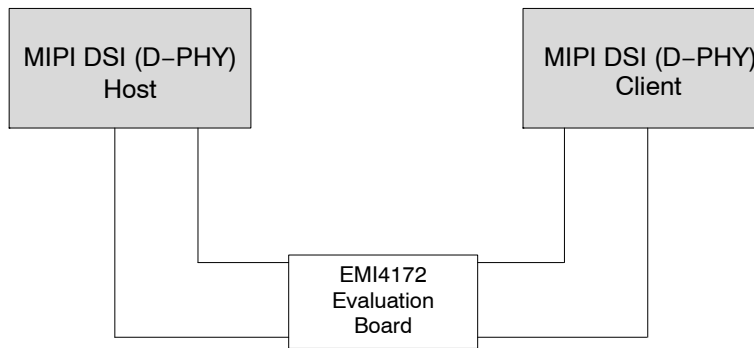 MIPI DSI (D−PHY)
Host
MIPI DSI (D−PHY)
Client
EMI4172
Evaluation
Board